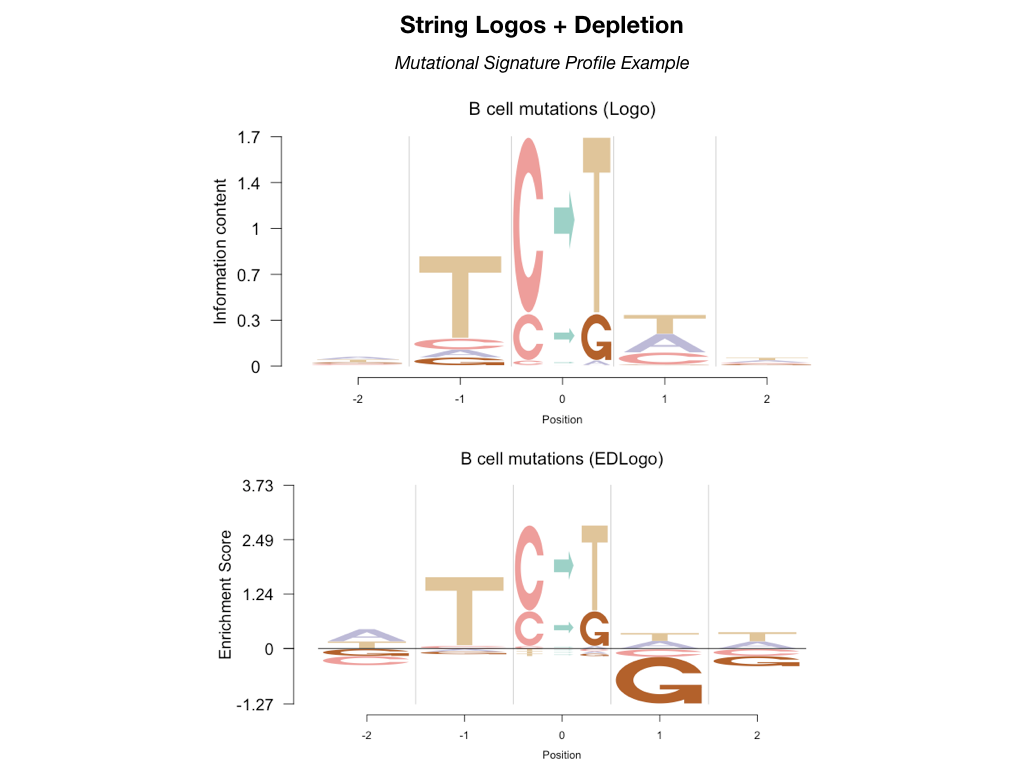 String Logos + Depletion
Mutational Signature Profile Example
B cell mutations (Logo)
Information content
1.7
1.4
1
0.7
0.3
0
A T C
T C A G
C → T
C → G
C → A
T A C
T A C
-2 -1 0 1 2
Position
B cell mutations (EDLogo)
Enrichment Score
3.73
2.49
1.24
0
-1.27
A T G C
T
C → T
C → G
T A C G
T A C G
-2 -1 0 1 2
Position